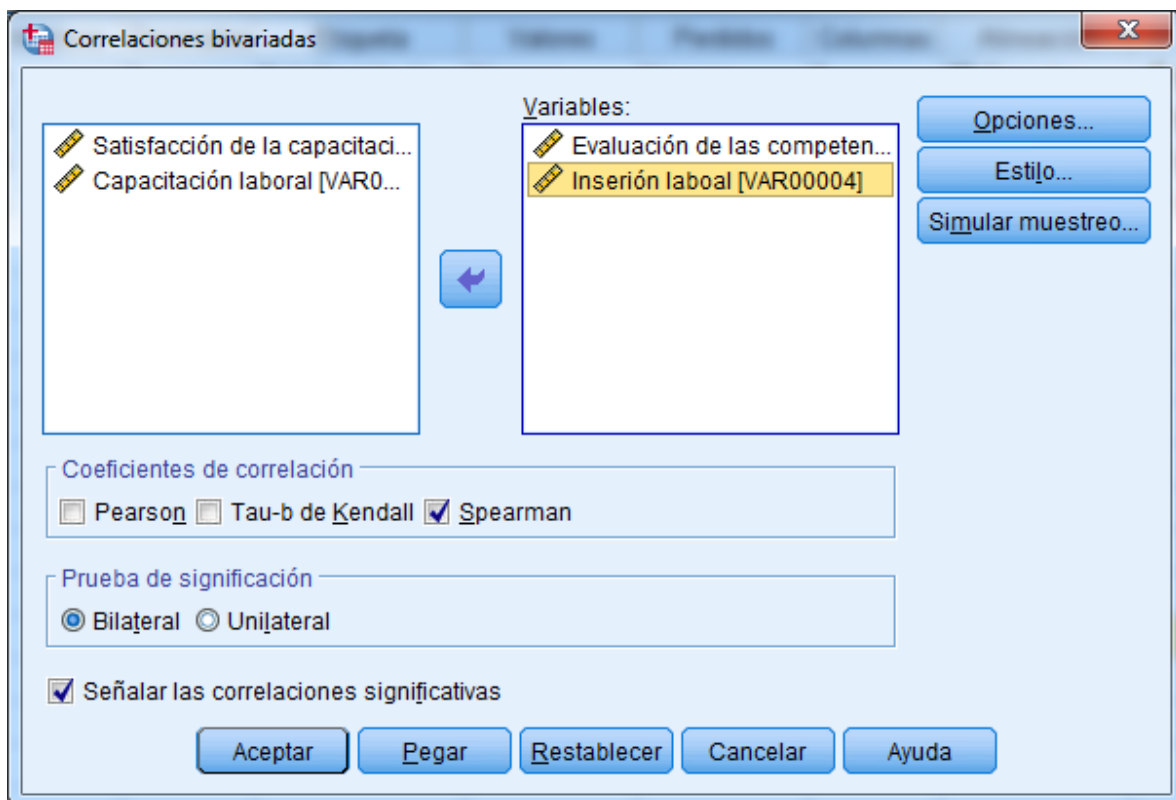 Correlaciones bivariadas
Variables:
Satisfacción de la capacitaci...
Capacitación laboral [VAR0...
Evaluación de las competen...
Inserión laboal [VAR00004]
Opciones...
Estilo...
Simular muestreo...
Coeficientes de correlación
Pearson Tau-b de Kendall Spearman
Prueba de significación
Bilateral Unilateral
Señalar las correlaciones significativas
Aceptar Pegar Restablecer Cancelar Ayuda